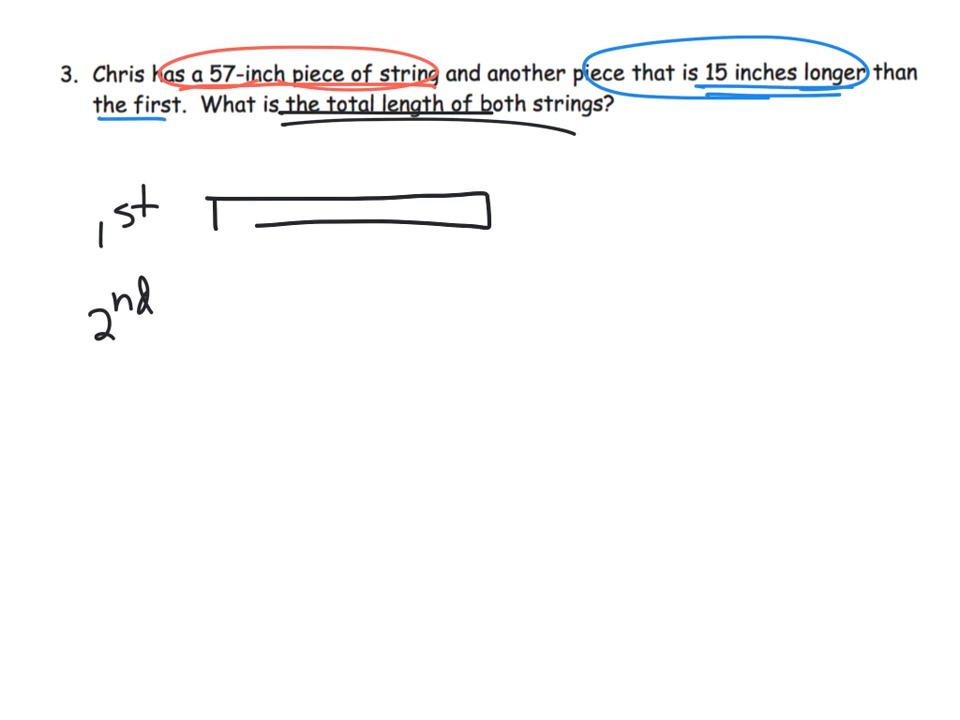 3. Chris has a 57-inch piece of string and another piece that is 15 inches longer than
the first. What is the total length of both strings?
1st
2nd